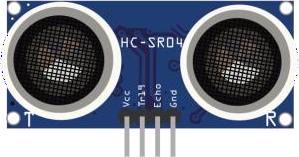 HC-SR04
Vcc
Trig
Echo
Gnd
T
R